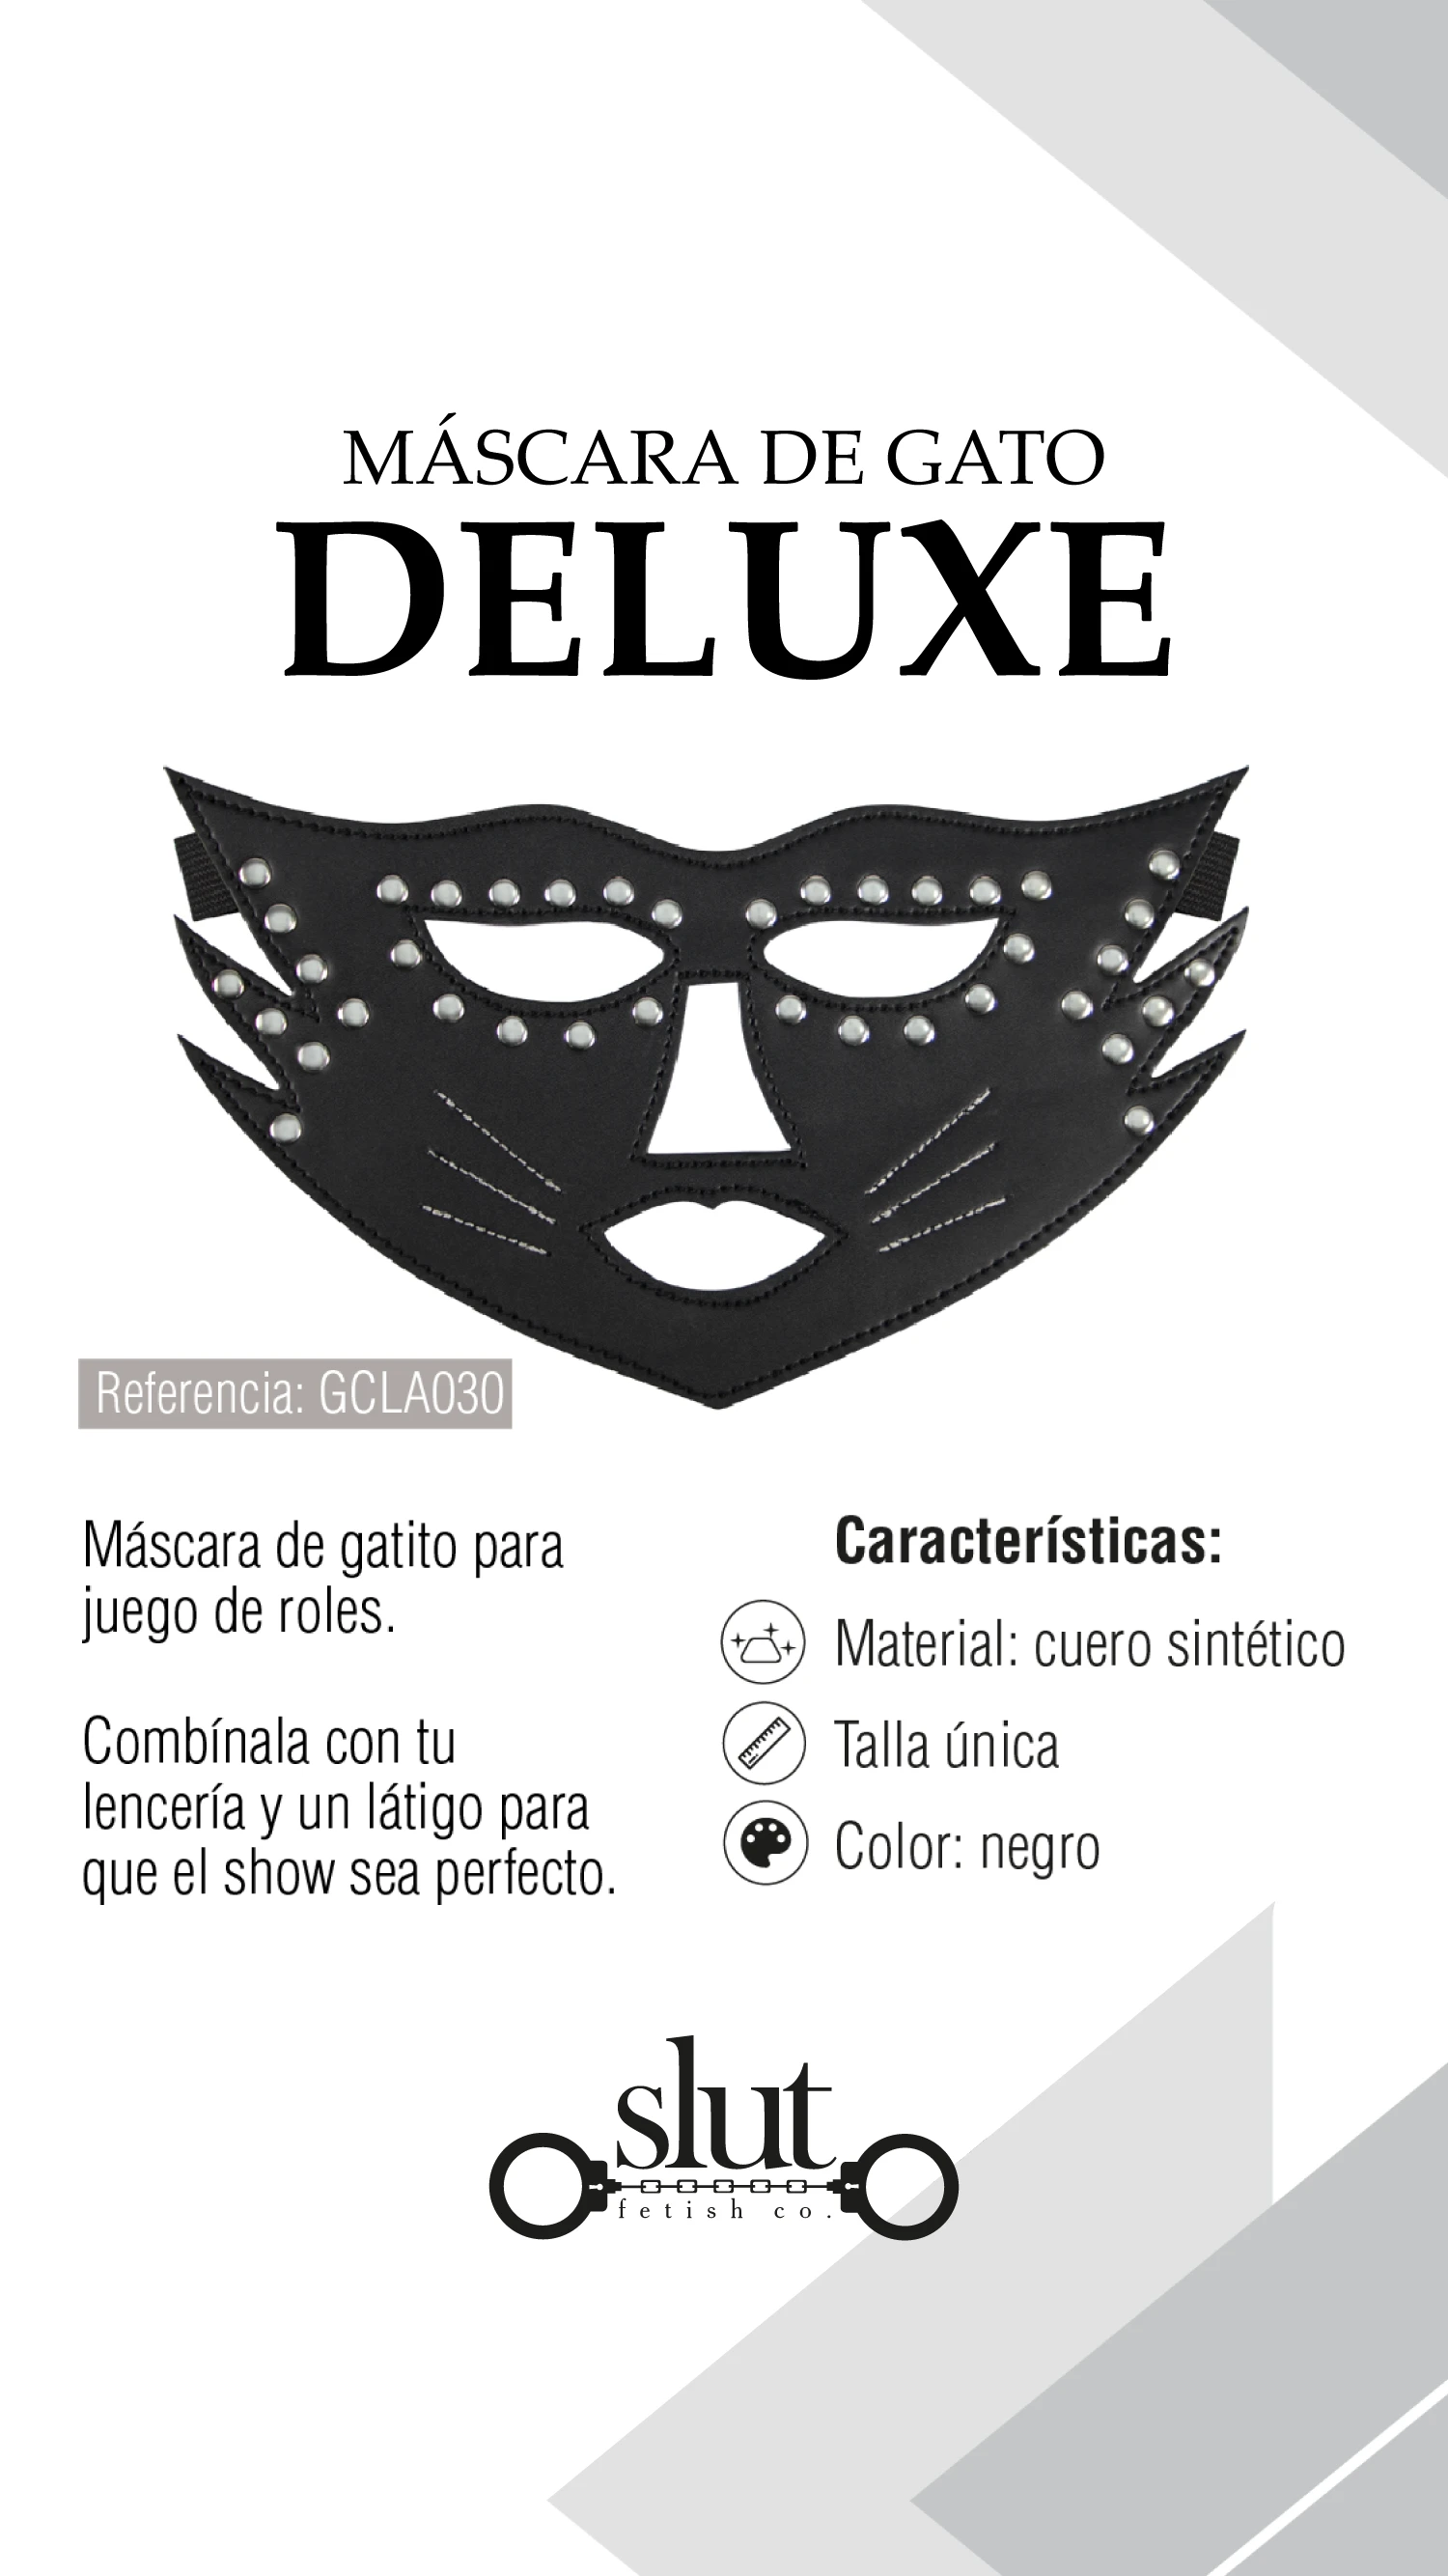 MÁSCARA DE GATO
DELUXE
Referencia: GCLA030
Máscara de gatito para
juego de roles.
Combínala con tu
lencería y un látigo para
que el show sea perfecto.
Características:
Material: cuero sintético
Talla única
Color: negro
slut
fetish co.